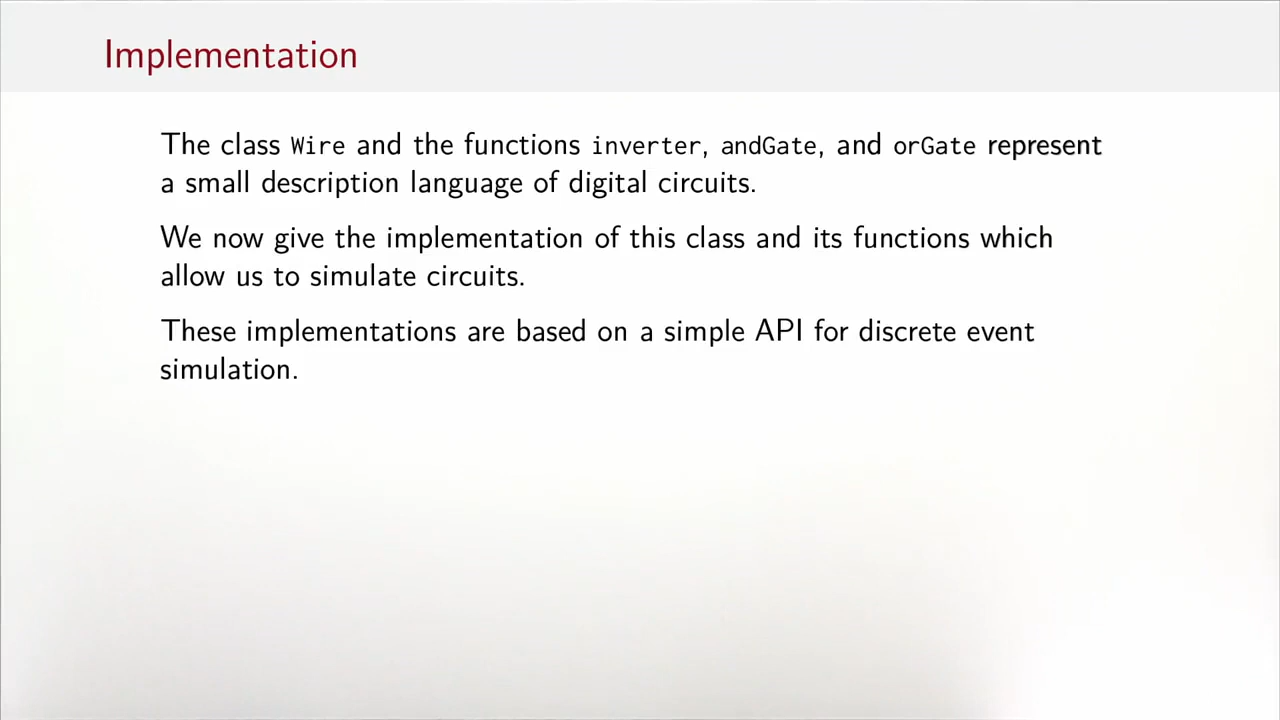 Implementation
The class Wire and the functions inverter, andGate, and orGate represent
a small description language of digital circuits.
We now give the implementation of this class and its functions which
allow us to simulate circuits.
These implementations are based on a simple API for discrete event
simulation.